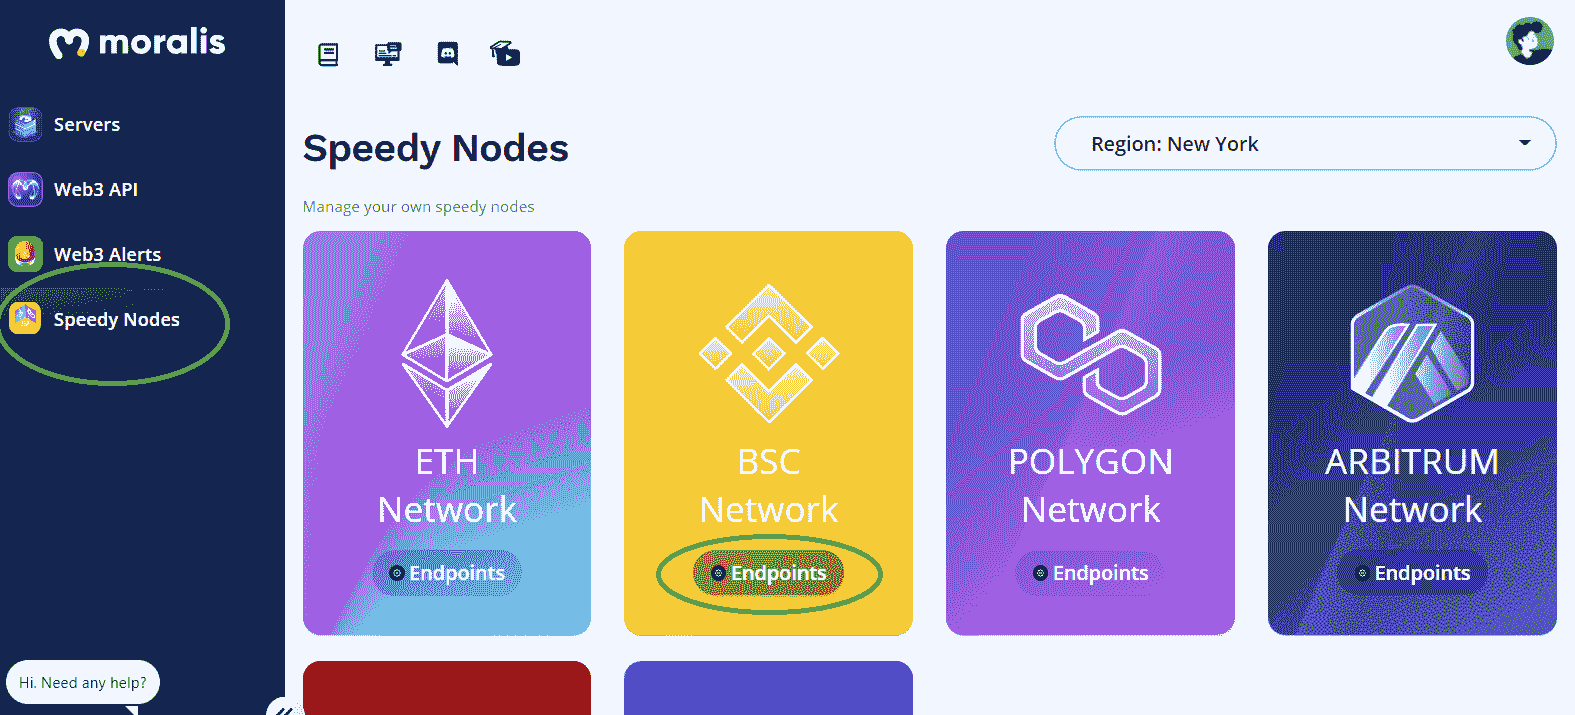 moralis
Servers
Web3 API
Web3 Alerts
Speedy Nodes
Hi. Need any help?
Speedy Nodes
Region: New York
Manage your own speedy nodes
ETH
Network
Endpoints
BSC
Network
Endpoints
POLYGON
Network
Endpoints
ARBITRUM
Network
Endpoints